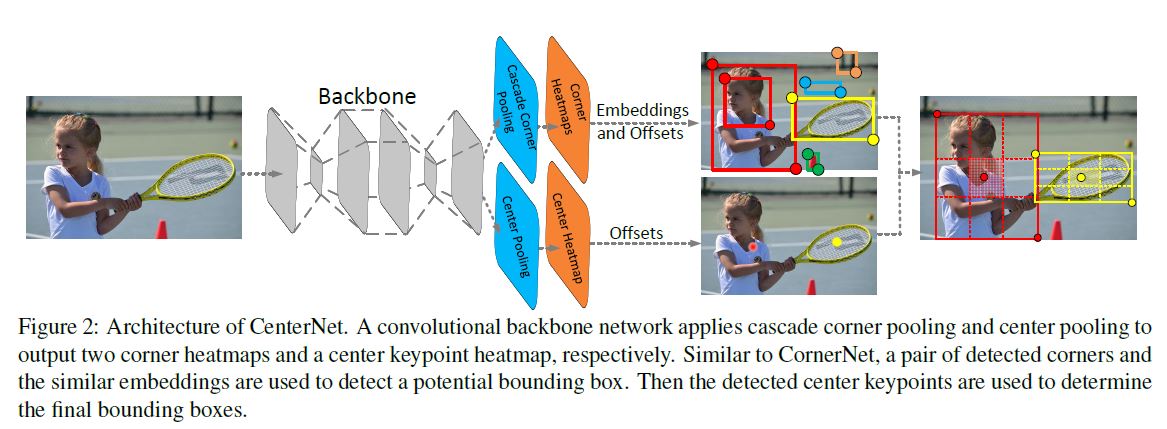 Backbone
Cascade Corner
Pooling
Corner
Heatmaps
Embeddings
and Offsets
Center Pooling
Center Heatmap
Offsets
Figure 2: Architecture of CenterNet. A convolutional backbone network applies cascade corner pooling and center pooling to
output two corner heatmaps and a center keypoint heatmap, respectively. Similar to CornerNet, a pair of detected corners and
the similar embeddings are used to detect a potential bounding box. Then the detected center keypoints are used to determine
the final bounding boxes.